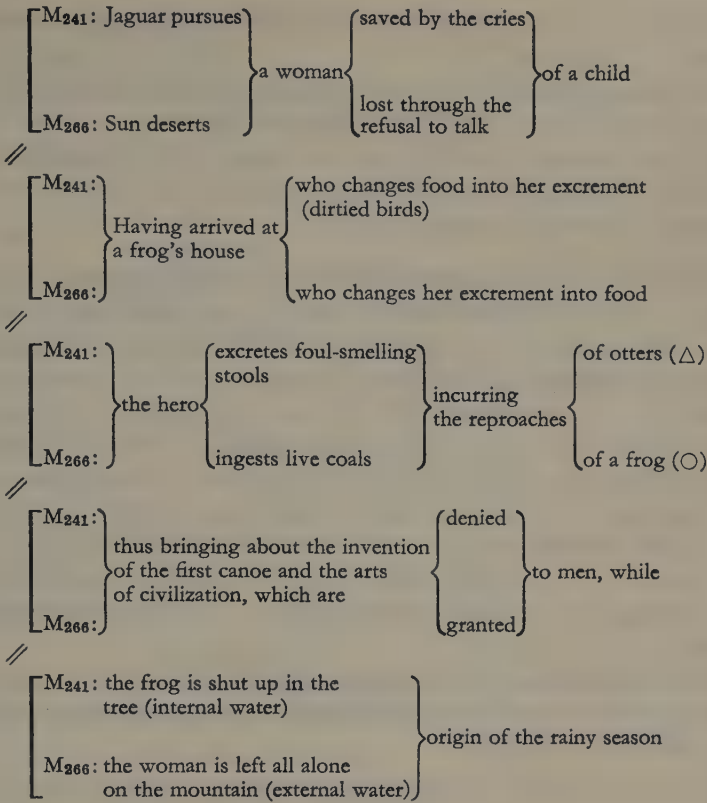 M241: Jaguar pursues
a woman
saved by the cries
of a child
M266: Sun deserts
lost through the
refusal to talk
//
M241:
Having arrived at
a frog's house
who changes food into her excrement
(dirtied birds)
M266:
who changes her excrement into food
//
M241:
the hero
excretes foul-smelling
stools
incurring
the reproaches
of otters (△)
M266:
ingests live coals
of a frog (○)
//
M241:
thus bringing about the invention
of the first canoe and the arts
of civilization, which are
denied
to men, while
M266:
granted
//
M241: the frog is shut up in the
tree (internal water)
origin of the rainy season
M266: the woman is left all alone
on the mountain (external water)